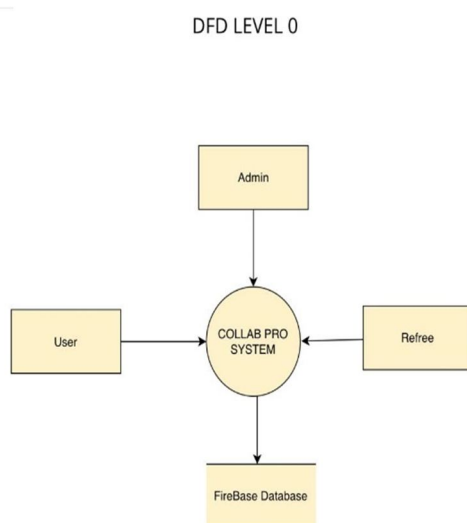 DFD LEVEL 0
Admin
User
COLLAB PRO
SYSTEM
Refree
FireBase Database